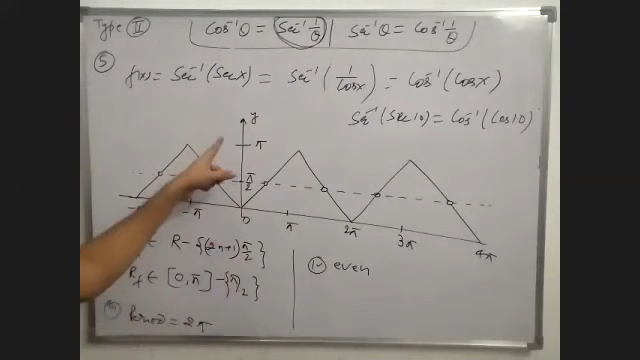 Type II
Cos⁻¹θ = Sec⁻¹ 1/θ | Sec⁻¹θ = Cos⁻¹ 1/θ
5 f(x) = Sec⁻¹(Sec x) = Sec⁻¹(1/Cos x) = Cos⁻¹(Cos x)
Sec⁻¹(Sec 10) = Cos⁻¹(Cos 10)
y
π
π/2
-π 0 π 2π 3π 4π
∈ R - {(2n+1) π/2}
R_f ∈ [0, π] - {π/2}
iv even
iii Period = 2π